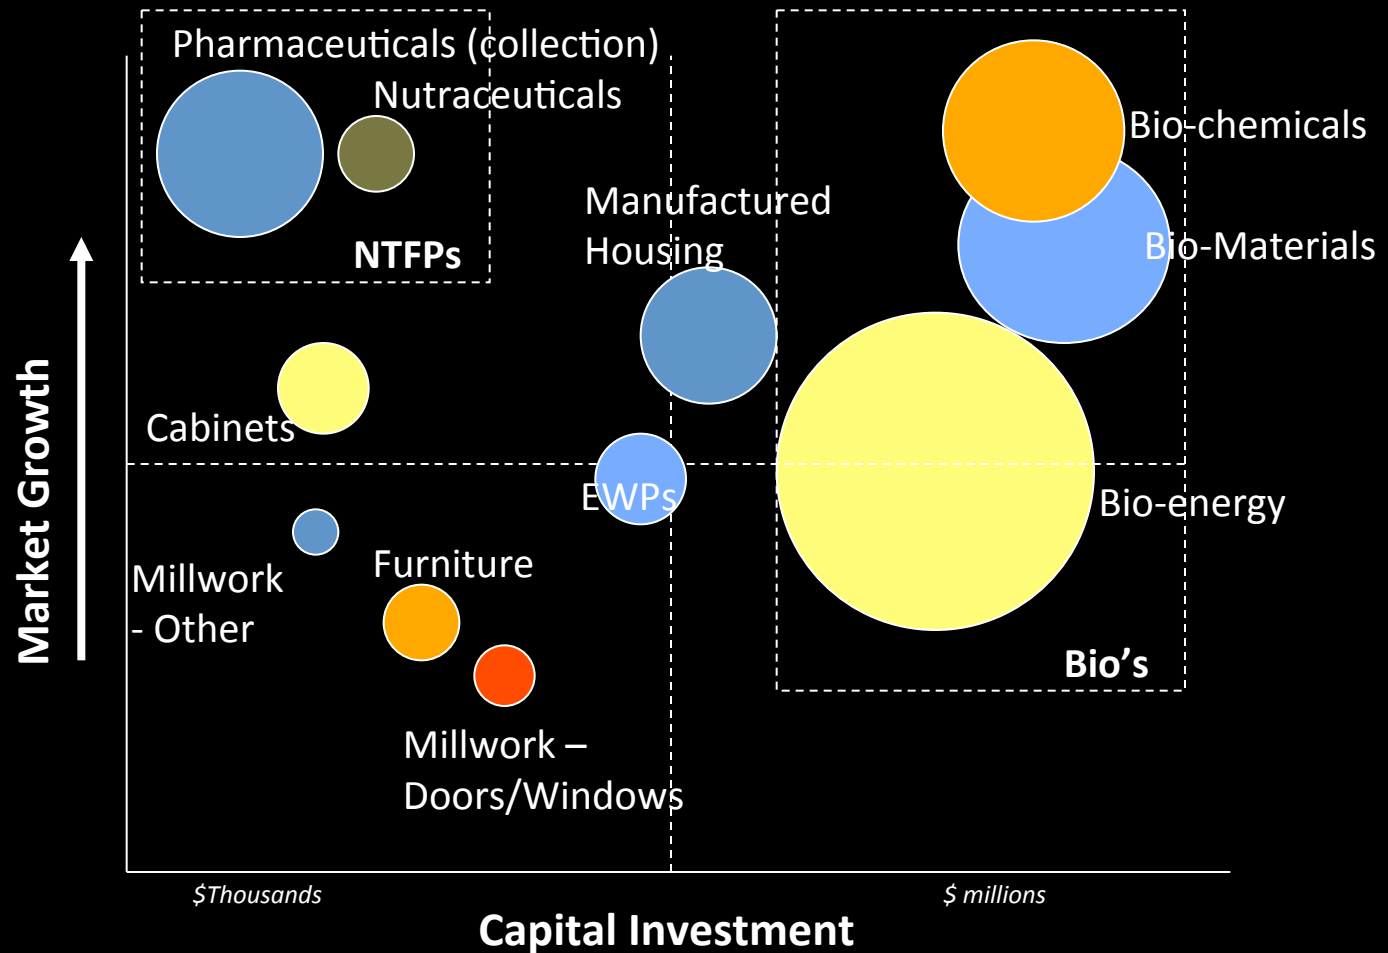 Pharmaceuticals (collection)
Nutraceuticals
NTFPs
Bio-chemicals
Manufactured
Housing
Bio-Materials
Market Growth
Cabinets
EWPs
Bio-energy
Millwork
- Other
Furniture
Bio’s
Millwork –
Doors/Windows
$Thousands
$ millions
Capital Investment